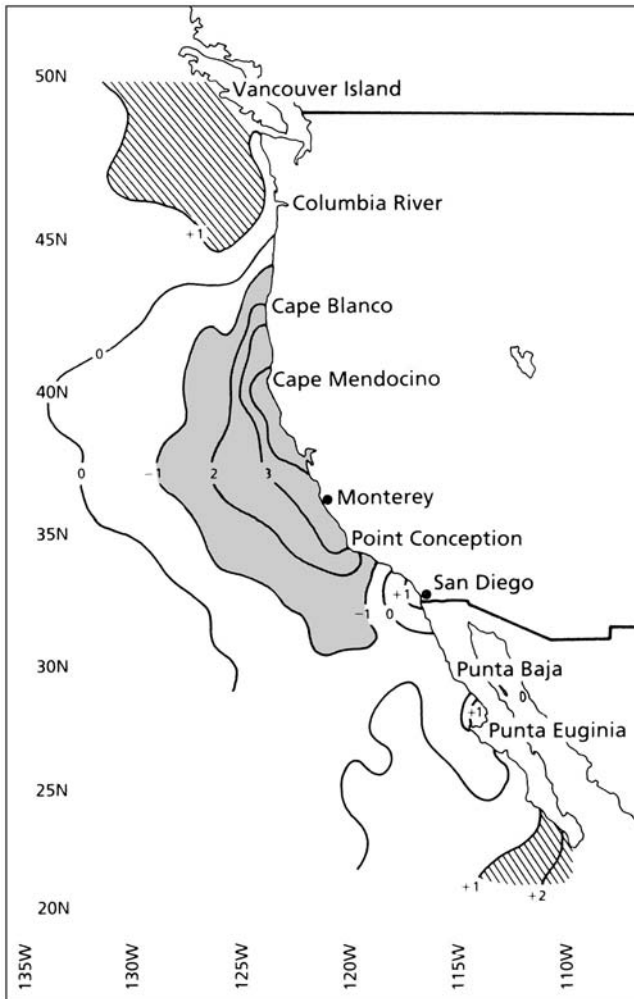 50N
Vancouver Island
Columbia River
+1
45N
Cape Blanco
0
Cape Mendocino
40N
0
−1
2
3
Monterey
35N
Point Conception
San Diego
+1
−1
0
30N
Punta Baja
0
+1
Punta Euginia
25N
+1
+2
20N
135W
130W
125W
120W
115W
110W